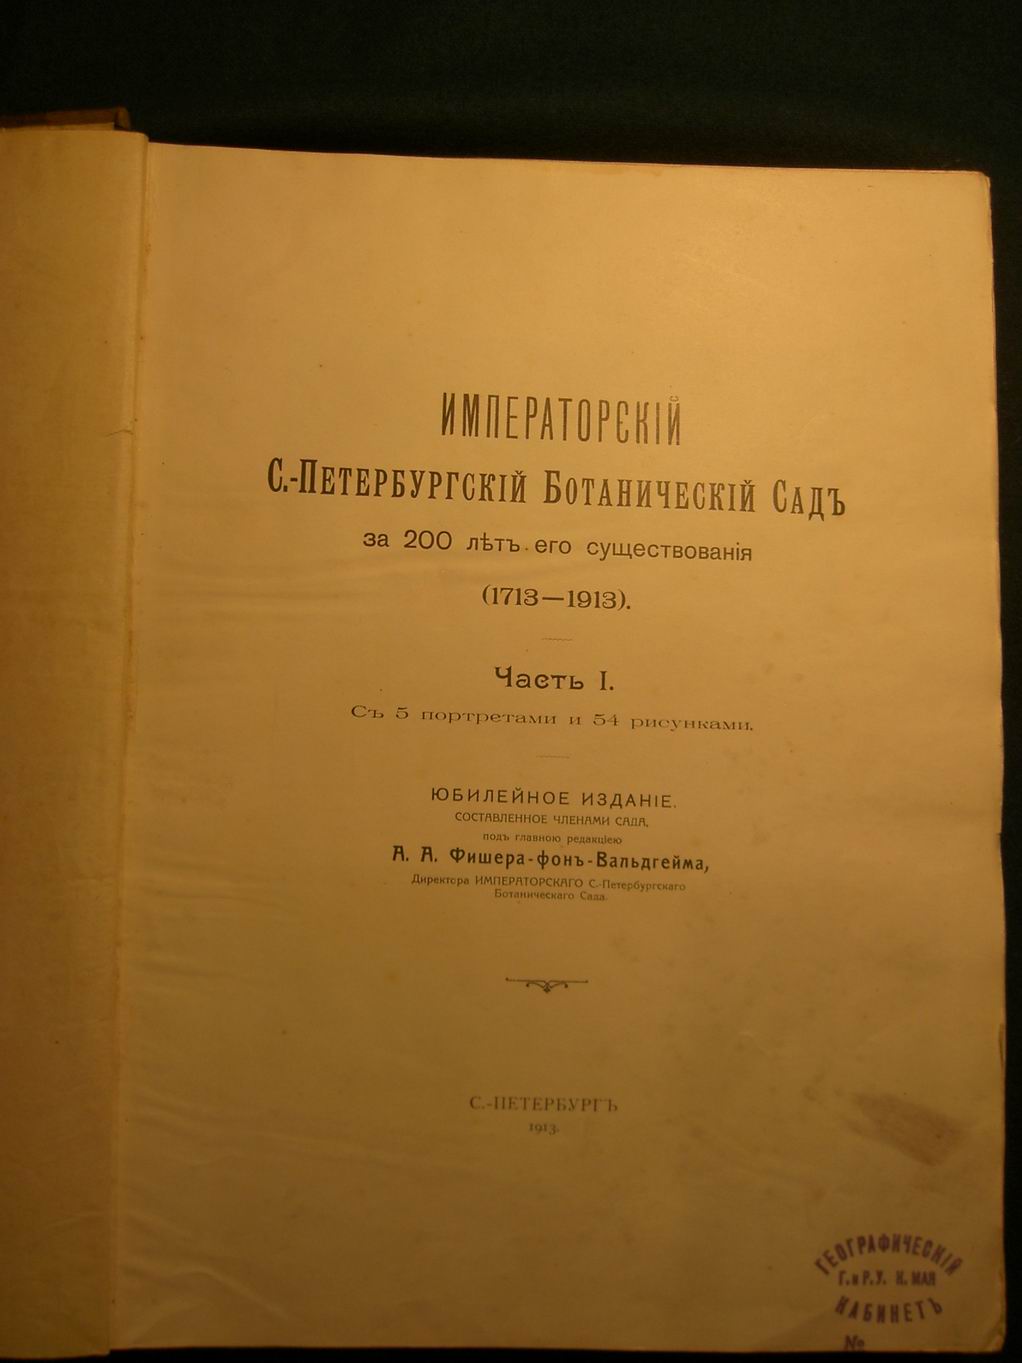 ИМПЕРАТОРСКІЙ
С.-ПЕТЕРБУРГСКІЙ БОТАНИЧЕСКІЙ САДЪ
за 200 лѣтъ его существованія
(1713—1913).
Часть I.
Съ 5 портретами и 54 рисунками.
ЮБИЛЕЙНОЕ ИЗДАНІЕ,
СОСТАВЛЕННОЕ ЧЛЕНАМИ САДА,
подъ главною редакціею
А. А. Фишера-фонъ-Вальдгейма,
Директора ИМПЕРАТОРСКАГО С.-Петербургскаго
Ботаническаго Сада.
С.-ПЕТЕРБУРГЪ
1913.
ГЕОГРАФИЧЕСКІЙ
Г. и Р. У. К. МАЯ
КАБИНЕТЪ
№